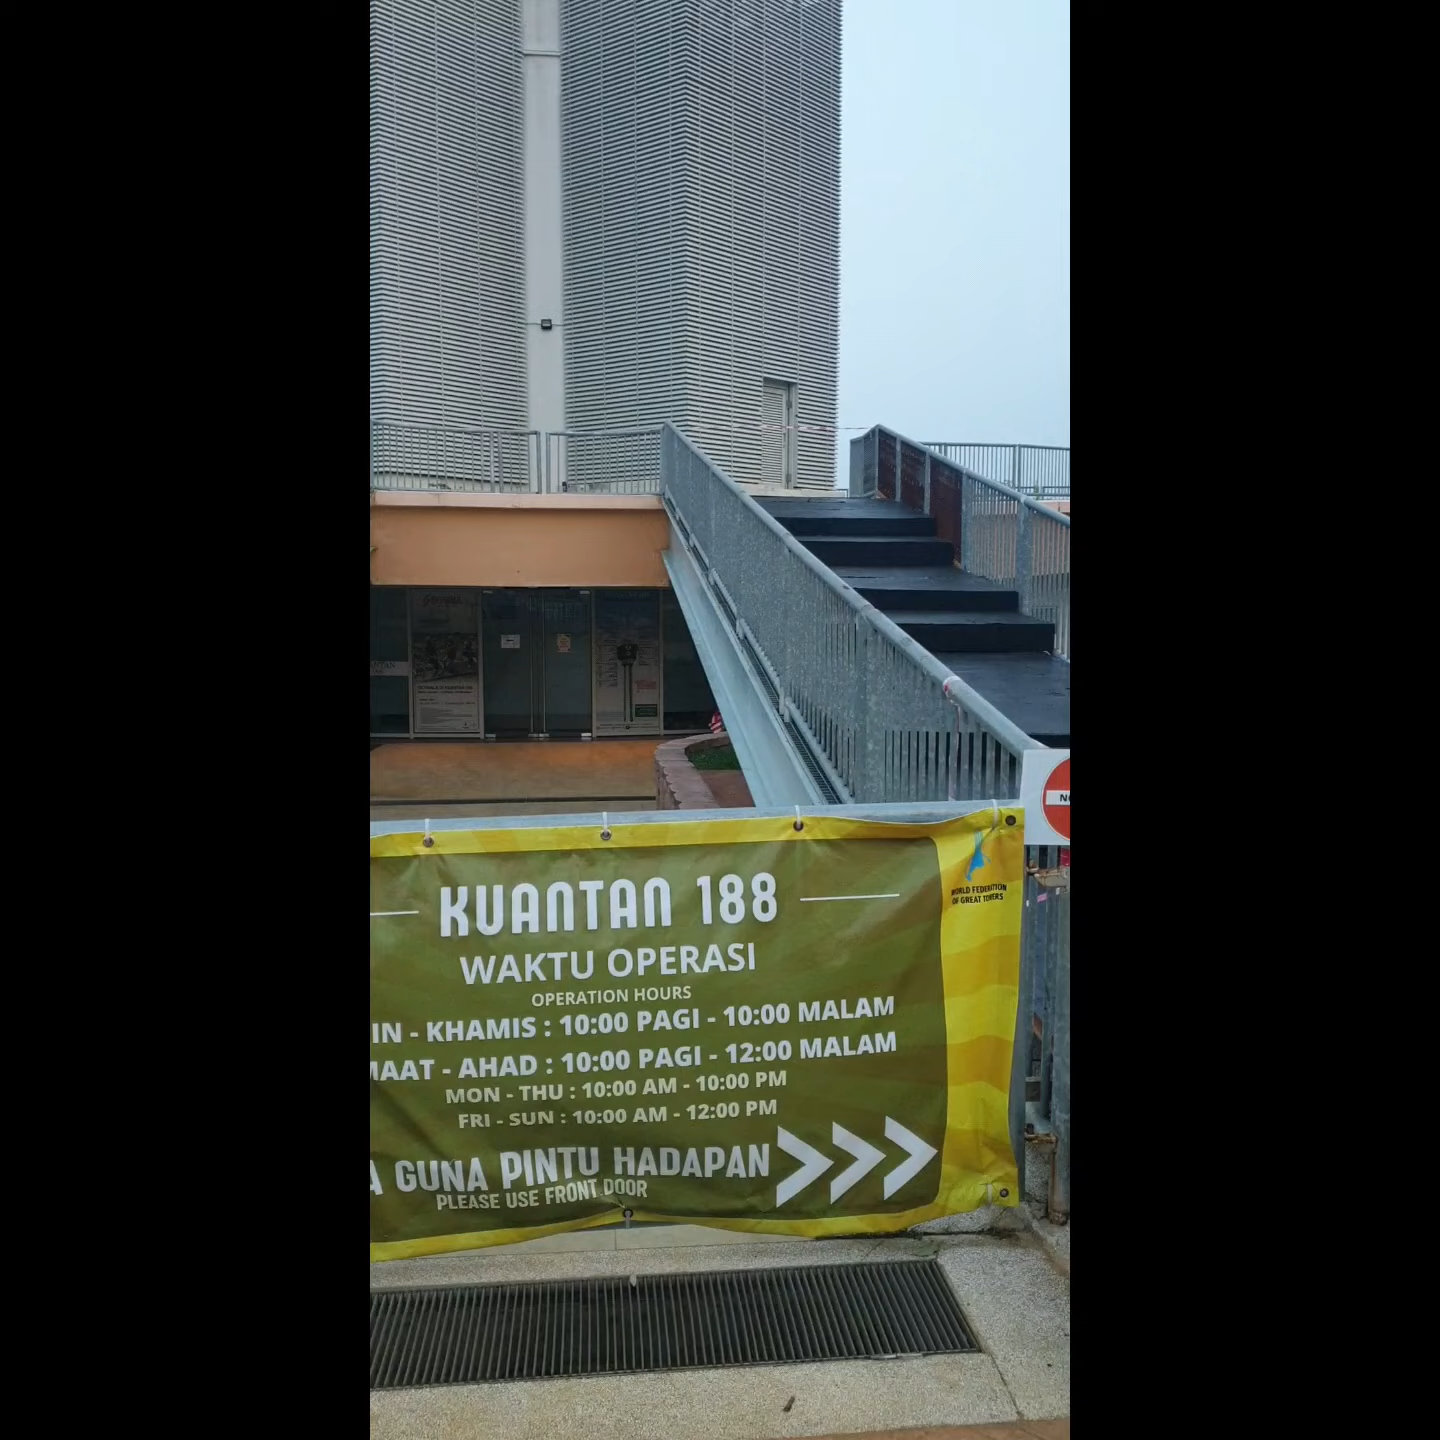 KUANTAN 188
WORLD FEDERATION
OF GREAT TOWERS
WAKTU OPERASI
OPERATION HOURS
IN - KHAMIS : 10:00 PAGI - 10:00 MALAM
MAAT - AHAD : 10:00 PAGI - 12:00 MALAM
MON - THU : 10:00 AM - 10:00 PM
FRI - SUN : 10:00 AM - 12:00 PM
A GUNA PINTU HADAPAN
PLEASE USE FRONT DOOR